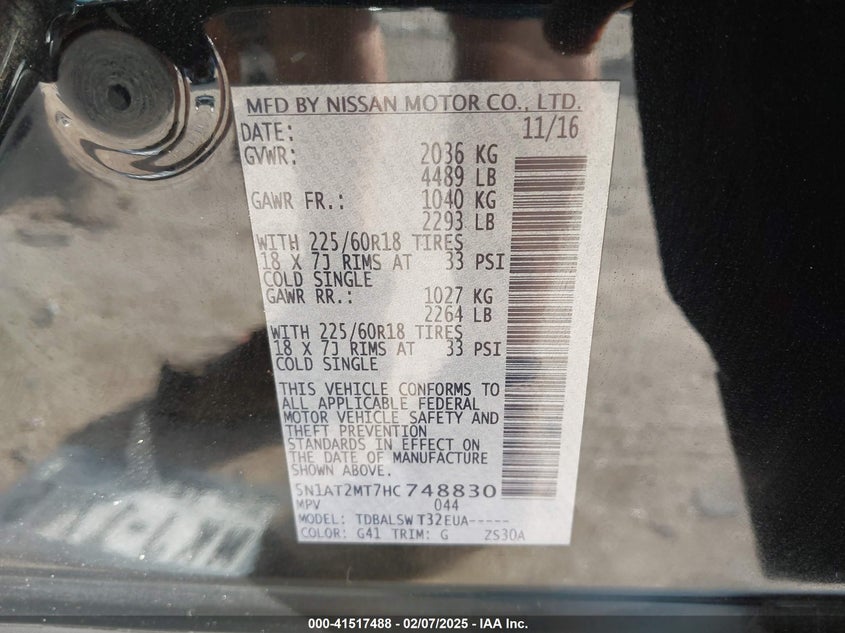 MFD BY NISSAN MOTOR CO., LTD.
DATE: 11/16
GVWR: 2036 KG
4489 LB
GAWR FR.: 1040 KG
2293 LB
WITH 225/60R18 TIRES
18 X 7J RIMS AT 33 PSI
COLD SINGLE
GAWR RR.: 1027 KG
2264 LB
WITH 225/60R18 TIRES
18 X 7J RIMS AT 33 PSI
COLD SINGLE
THIS VEHICLE CONFORMS TO
ALL APPLICABLE FEDERAL
MOTOR VEHICLE SAFETY AND
THEFT PREVENTION
STANDARDS IN EFFECT ON
THE DATE OF MANUFACTURE
SHOWN ABOVE.
5N1AT2MT7HC748830
MPV 044
MODEL: TDBALSW T32EUA-----
COLOR: G41 TRIM: G ZS30A
000-41517488 - 02/07/2025 - IAA Inc.